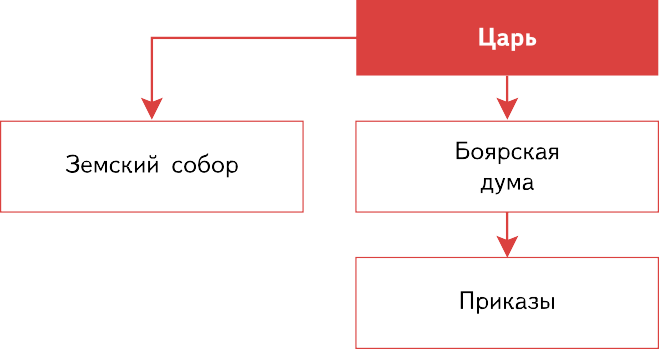 Царь
Земский собор
Боярская
дума
Приказы